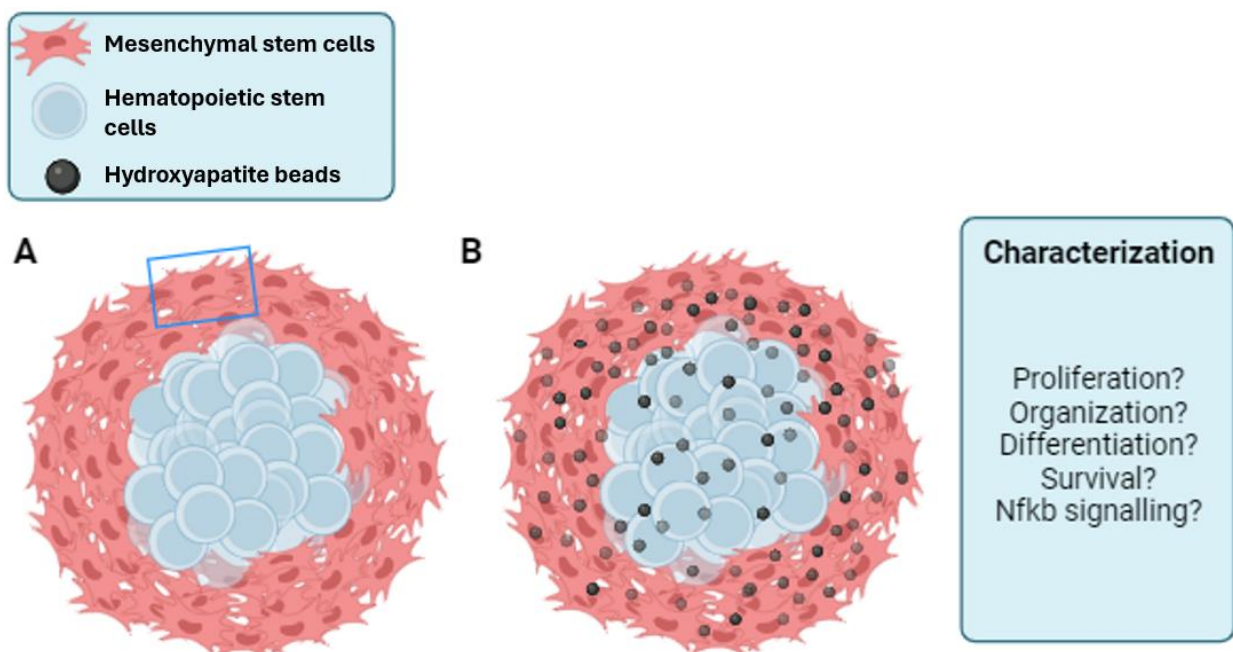 Mesenchymal stem cells
Hematopoietic stem
cells
Hydroxyapatite beads
A
B
Characterization
Proliferation?
Organization?
Differentiation?
Survival?
Nfkb signalling?